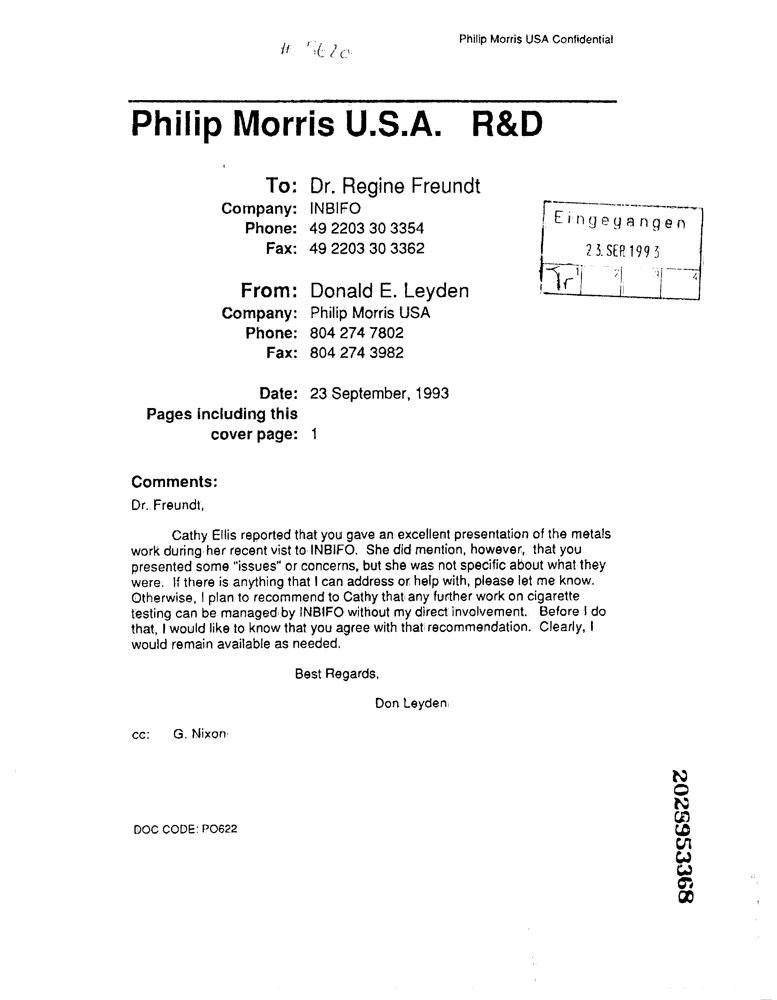 Philip Morris USA Confidential
Philip Morris U.S.A. R&D
To: Dr. Regine Freundt
Company: INBIFO
Phone: 49 2203 30 3354
Fax: 49 2203 30 3362
Eingegangen
23. SEP. 1993
1 2 3 4
From: Donald E. Leyden
Company: Philip Morris USA
Phone: 804 274 7802
Fax: 804 274 3982
Date: 23 September, 1993
Pages including this
cover page: 1
Comments:
Dr. Freundt,
Cathy Ellis reported that you gave an excellent presentation of the metals
work during her recent vist to INBIFO. She did mention, however, that you
presented some "issues" or concerns, but she was not specific about what they
were. If there is anything that I can address or help with, please let me know.
Otherwise, I plan to recommend to Cathy that any further work on cigarette
testing can be managed by INBIFO without my direct involvement. Before I do
that, I would like to know that you agree with that recommendation. Clearly, I
would remain available as needed.
Best Regards,
Don Leyden
cc: G. Nixon
DOC CODE: PO622
2029953368